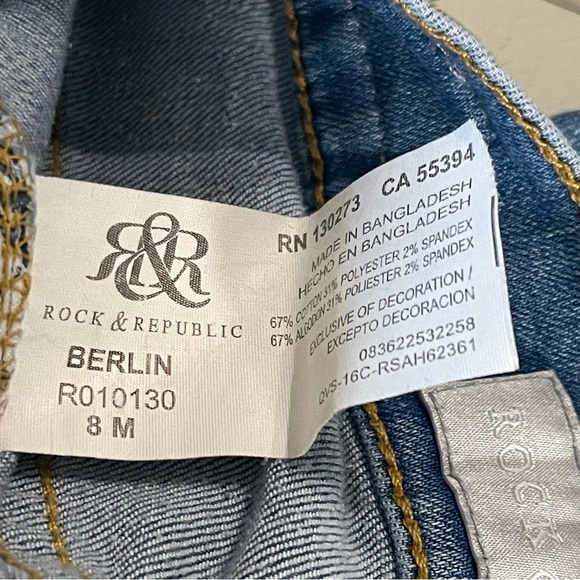 R&R
ROCK & REPUBLIC
BERLIN
R010130
8 M
RN 130273 CA 55394
MADE IN BANGLADESH
HECHO EN BANGLADESH
67% COTTON 31% POLYESTER 2% SPANDEX
67% ALGODON 31% POLIESTER 2% SPANDEX
EXCLUSIVE OF DECORATION /
EXCEPTO DECORACION
083622532258
QVS-16C-RSAH62361
ROCK